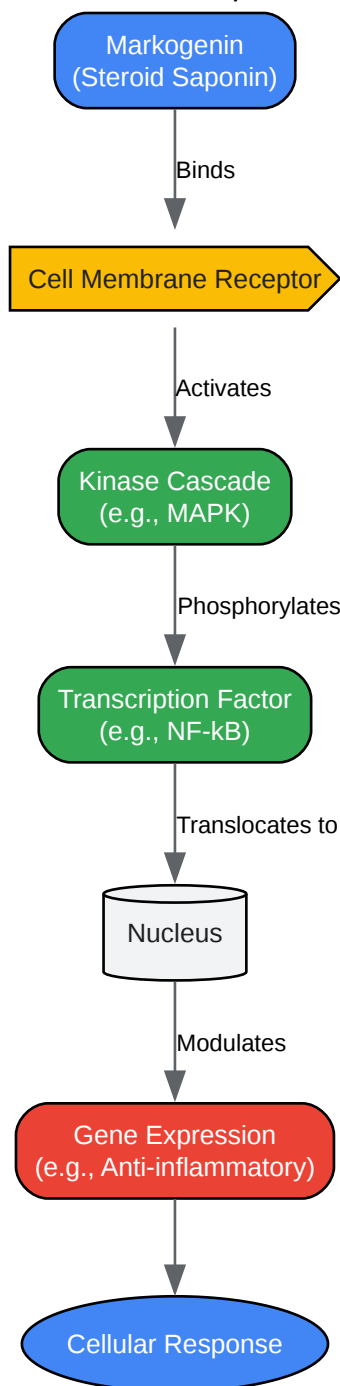 Markogenin
(Steroid Saponin)
Binds
Cell Membrane Receptor
Activates
Kinase Cascade
(e.g., MAPK)
Phosphorylates
Transcription Factor
(e.g., NF-kB)
Translocates to
Nucleus
Modulates
Gene Expression
(e.g., Anti-inflammatory)
Cellular Response